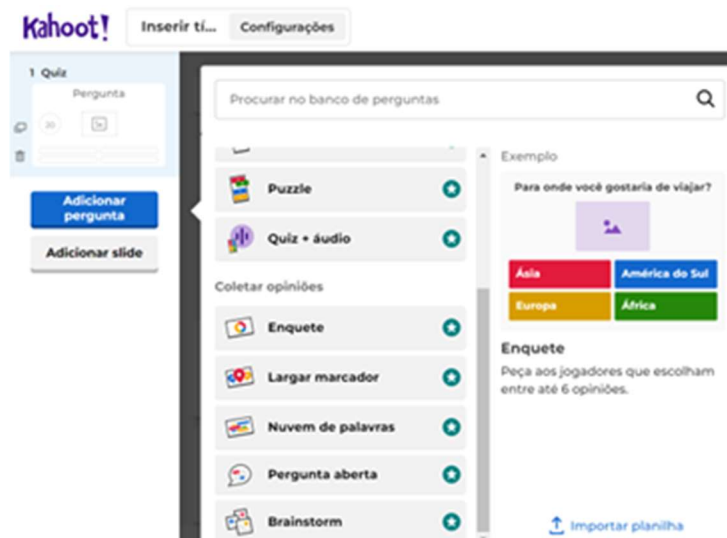 Kahoot!
Inserir tí...
Configurações
1 Quiz
Pergunta
Adicionar
pergunta
Adicionar slide
Procurar no banco de perguntas
Puzzle
Quiz + áudio
Coletar opiniões
Enquete
Largar marcador
Nuvem de palavras
Pergunta aberta
Brainstorm
Exemplo
Para onde você gostaria de viajar?
Ásia
América do Sul
Europa
África
Enquete
Peça aos jogadores que escolham
entre até 6 opiniões.
Importar planilha